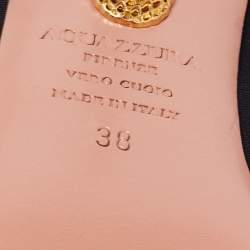 AQUAZZURA
FIRENZE
VERO CUOIO
MADE IN ITALY
38